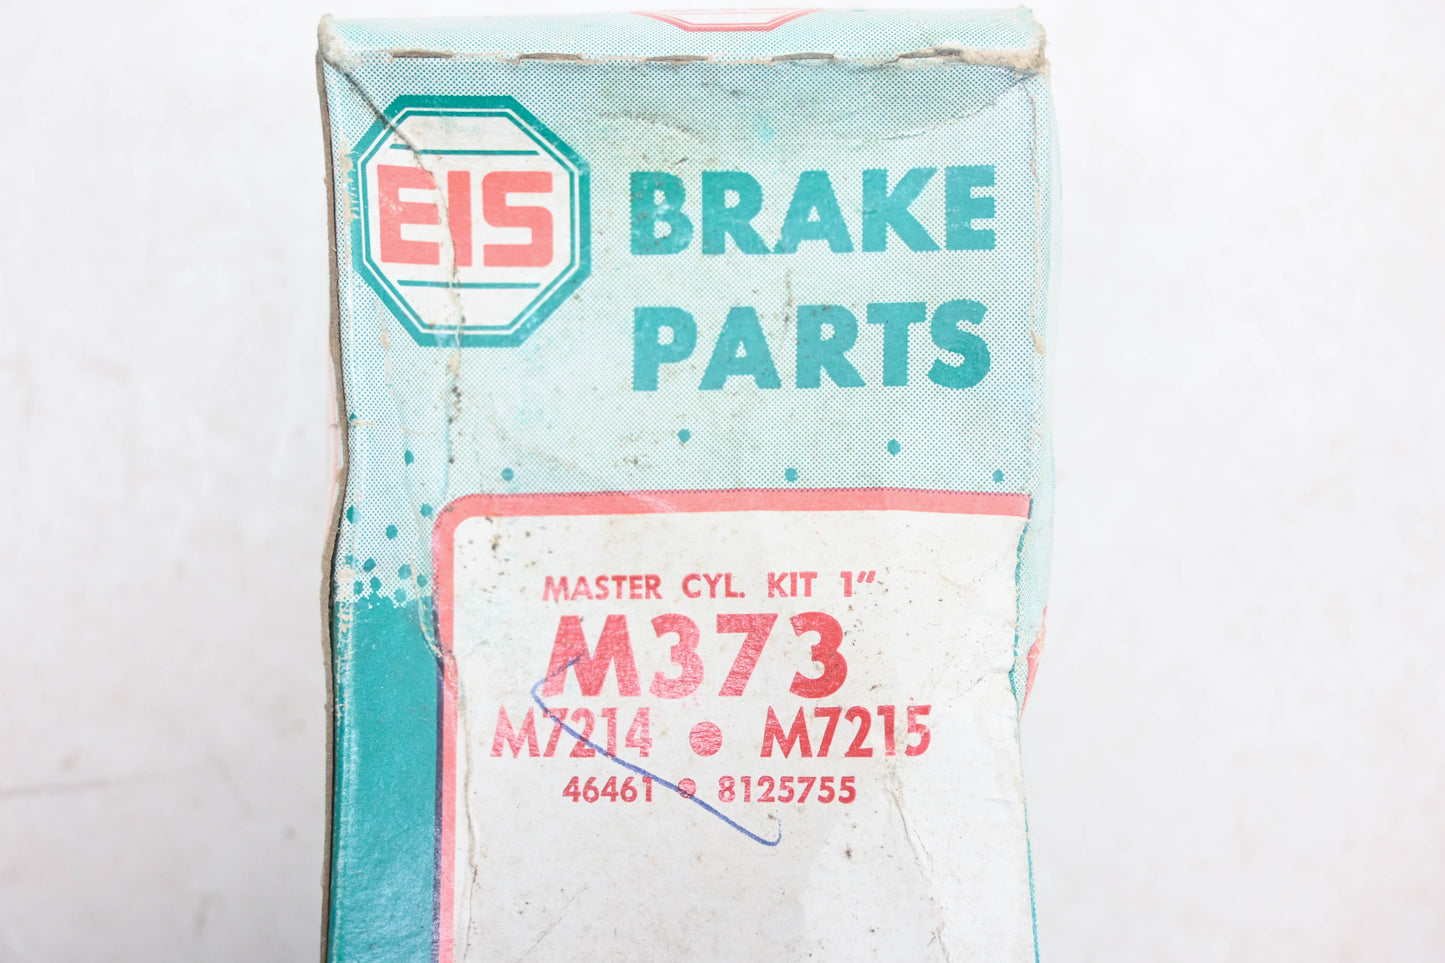 EIS
BRAKE
PARTS
MASTER CYL. KIT 1"
M373
M7214 ● M7215
46461 ● 8125755